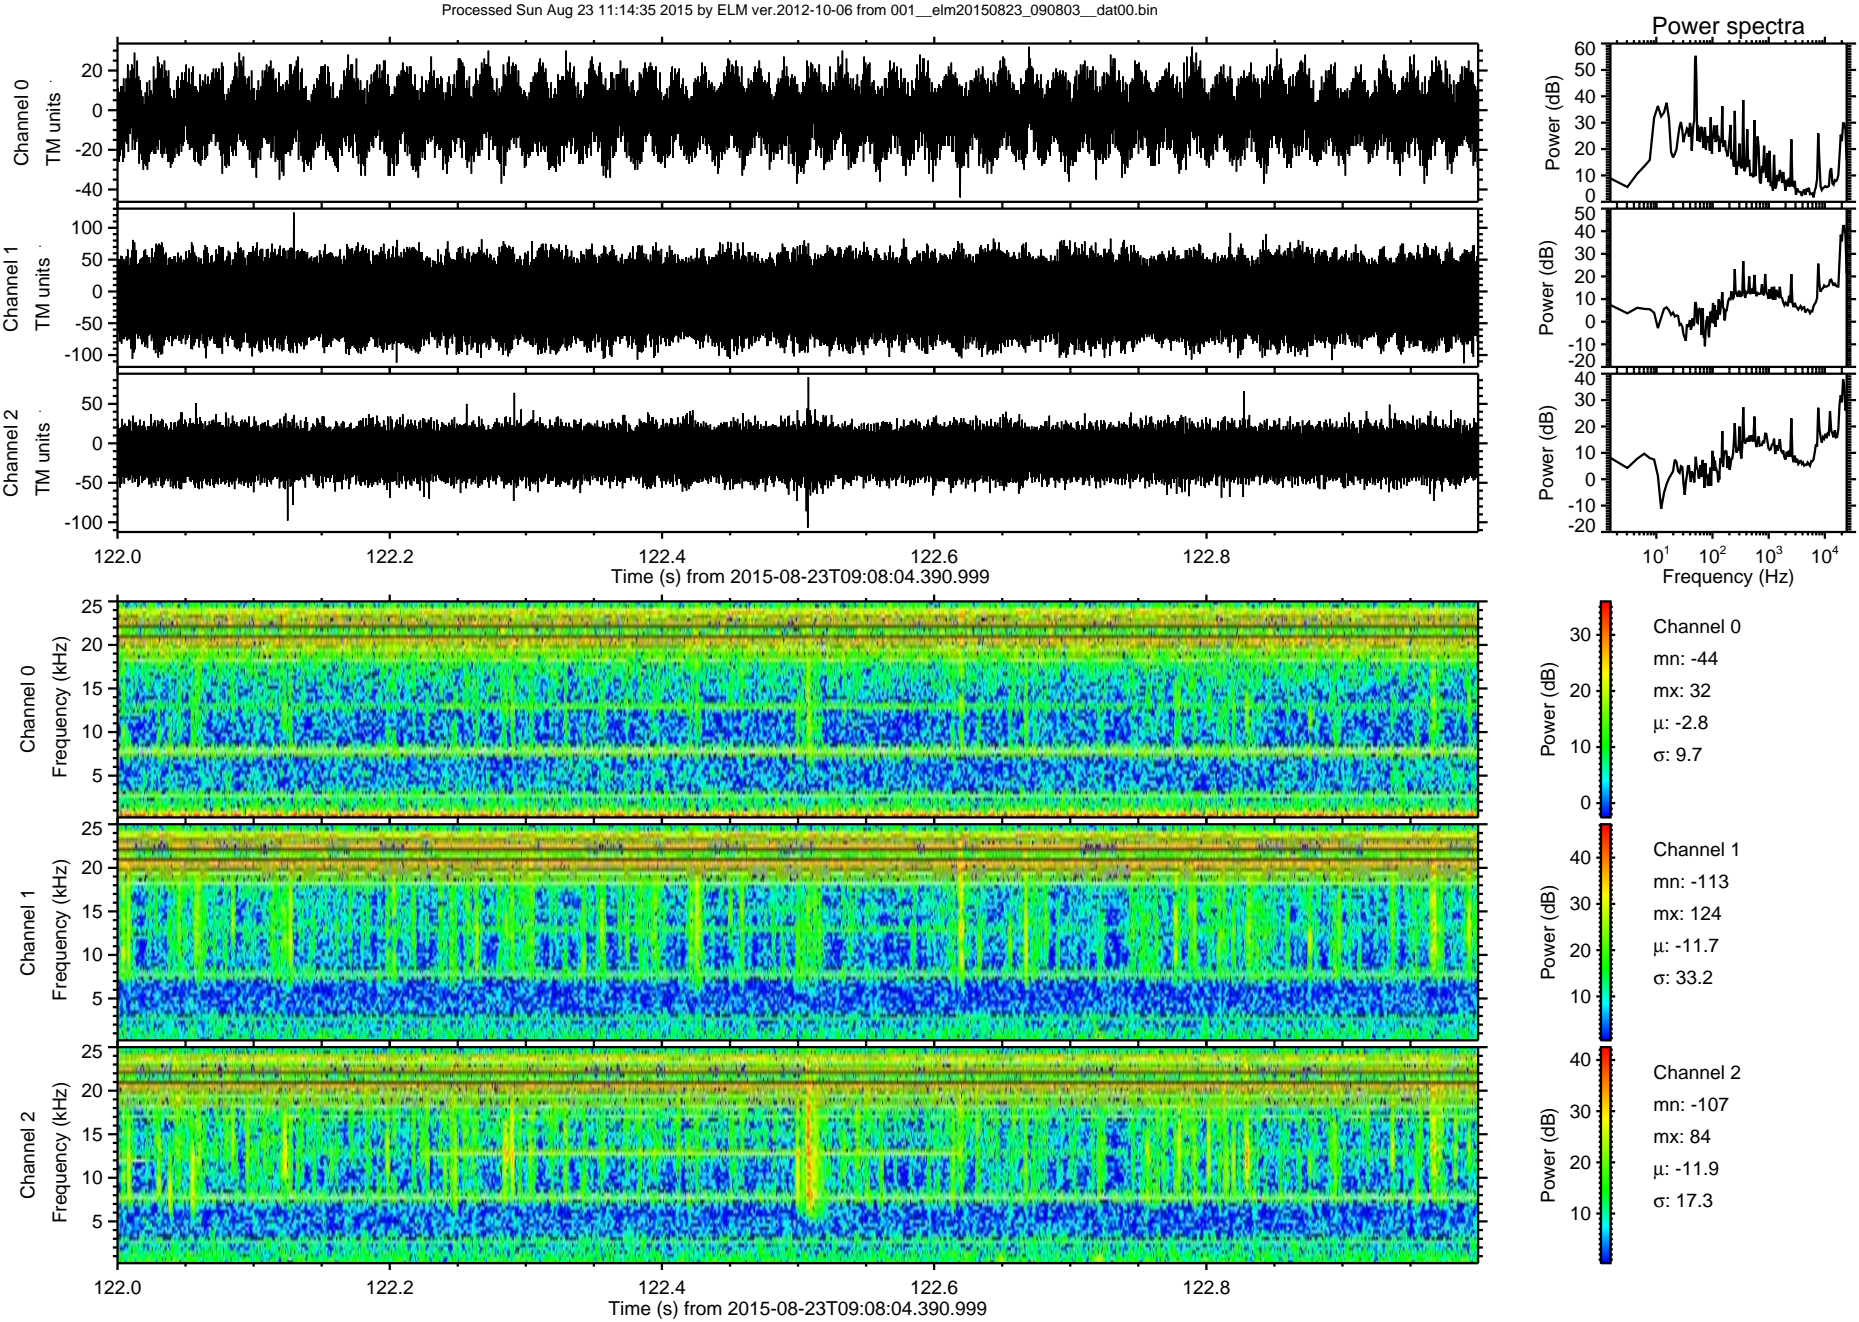 Processed Sun Aug 23 11:14:35 2015 by ELM ver.2012-10-06 from 001__elm20150823_090803__dat00.bin
Power spectra
Channel 0
TM units
20
0
-20
-40
Power (dB)
60
50
40
30
20
10
0
Channel 1
TM units
100
50
0
-50
-100
Power (dB)
50
40
30
20
10
0
-10
-20
Channel 2
TM units
50
0
-50
-100
Power (dB)
40
30
20
10
0
-10
-20
122.0 122.2 122.4 122.6 122.8
Time (s) from 2015-08-23T09:08:04.390.999
10^1 10^2 10^3 10^4
Frequency (Hz)
Channel 0
Frequency (kHz)
25
20
15
10
5
Power (dB)
30
20
10
0
Channel 0
mn: -44
mx: 32
μ: -2.8
σ: 9.7
Channel 1
Frequency (kHz)
25
20
15
10
5
Power (dB)
40
30
20
10
Channel 1
mn: -113
mx: 124
μ: -11.7
σ: 33.2
Channel 2
Frequency (kHz)
25
20
15
10
5
Power (dB)
40
30
20
10
Channel 2
mn: -107
mx: 84
μ: -11.9
σ: 17.3
122.0 122.2 122.4 122.6 122.8
Time (s) from 2015-08-23T09:08:04.390.999